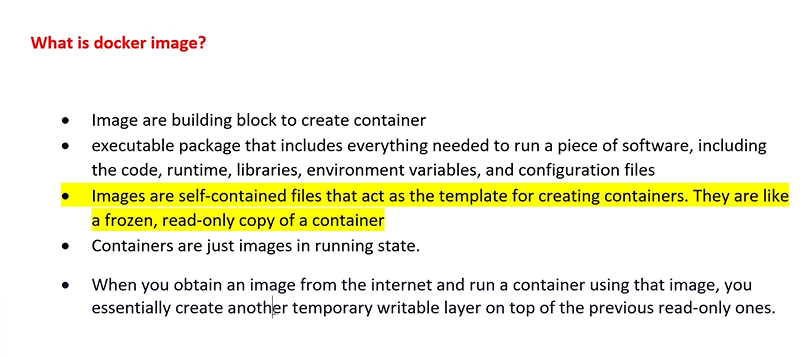 What is docker image?
• Image are building block to create container
• executable package that includes everything needed to run a piece of software, including
the code, runtime, libraries, environment variables, and configuration files
• Images are self-contained files that act as the template for creating containers. They are like
a frozen, read-only copy of a container
• Containers are just images in running state.
• When you obtain an image from the internet and run a container using that image, you
essentially create another temporary writable layer on top of the previous read-only ones.